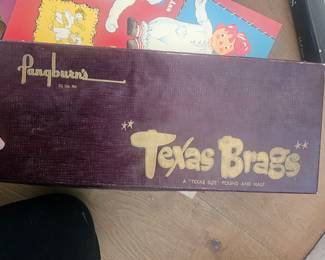 Pangburn's
"Texas Brags"
A "TEXAS SIZE" POUND AND HALF